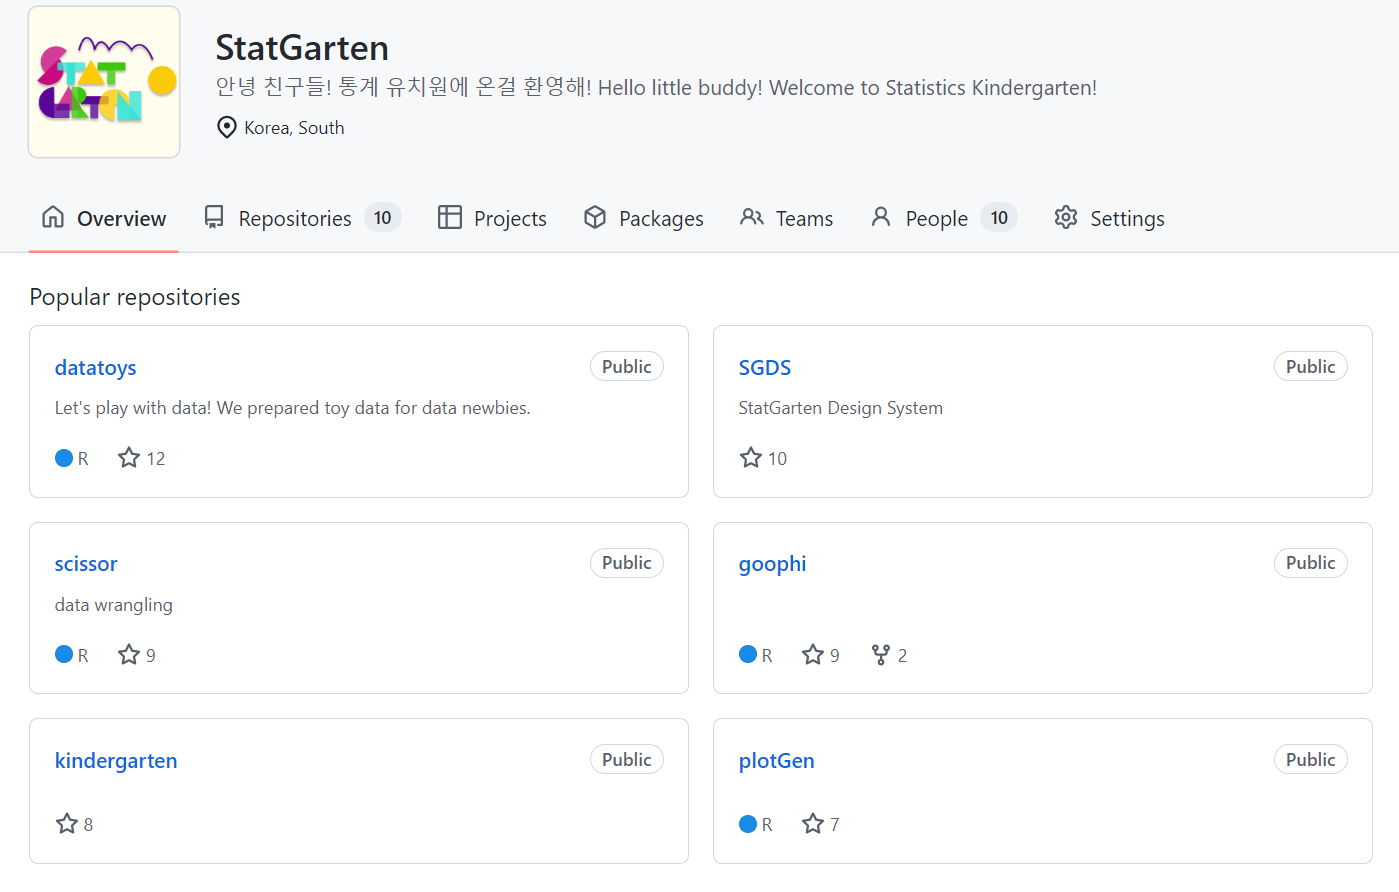 STAT
GARTEN
StatGarten
안녕 친구들! 통계 유치원에 온걸 환영해! Hello little buddy! Welcome to Statistics Kindergarten!
Korea, South
Overview Repositories 10 Projects Packages Teams People 10 Settings
Popular repositories
datatoys Public
Let's play with data! We prepared toy data for data newbies.
R 12
SGDS Public
StatGarten Design System
10
scissor Public
data wrangling
R 9
goophi Public
R 9 2
kindergarten Public
8
plotGen Public
R 7